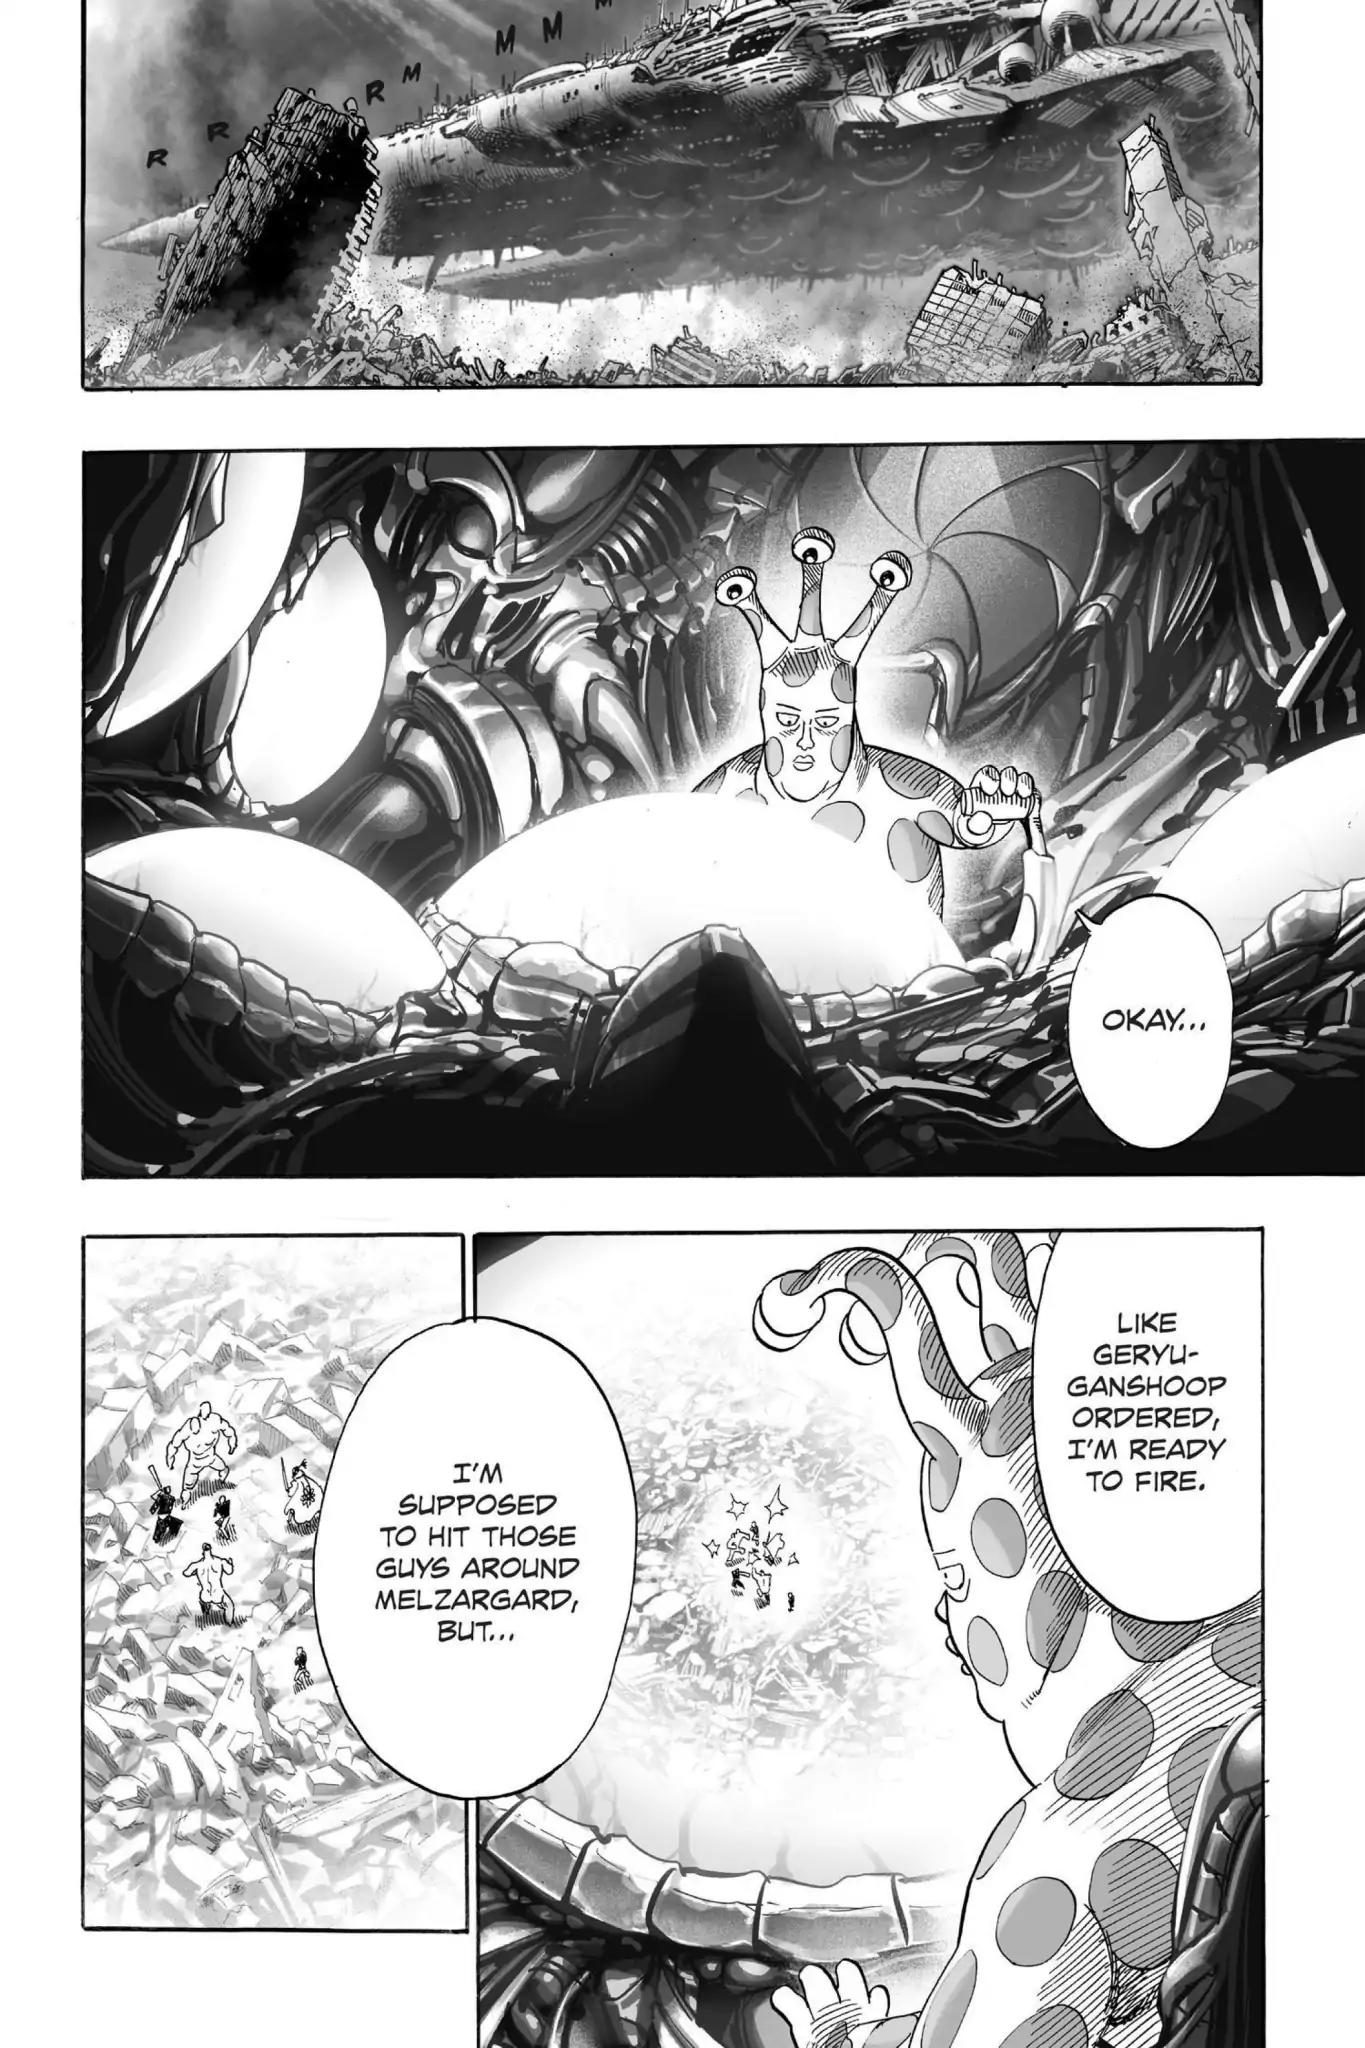 R R R M M M M
OKAY...
LIKE
GERYU-
GANSHOOP
ORDERED,
I'M READY
TO FIRE.
I'M
SUPPOSED
TO HIT THOSE
GUYS AROUND
MELZARGARD,
BUT...